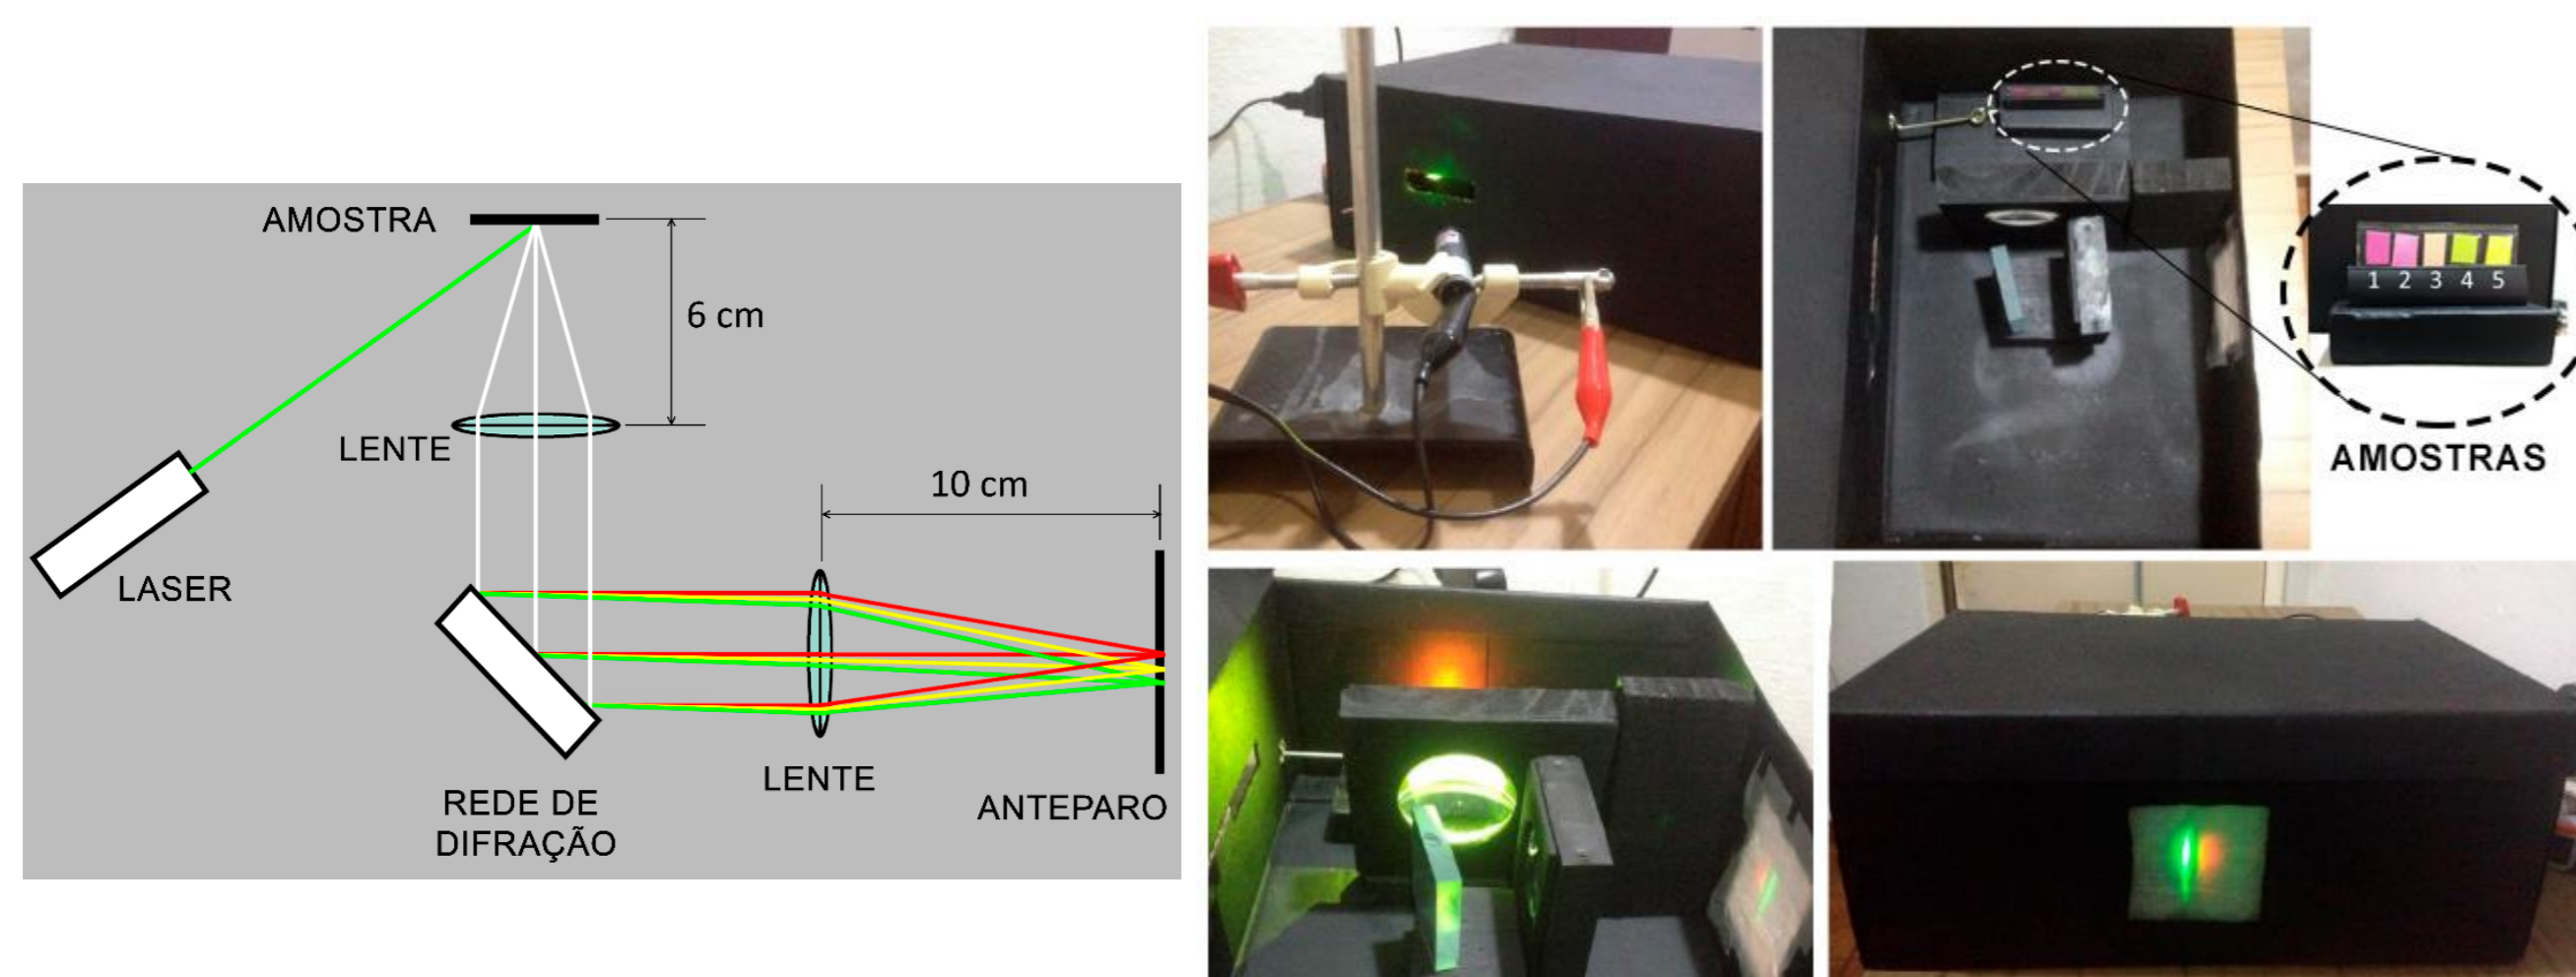 AMOSTRA
6 cm
LENTE
LASER
10 cm
LENTE
REDE DE
DIFRAÇÃO
ANTEPARO
1 2 3 4 5
AMOSTRAS